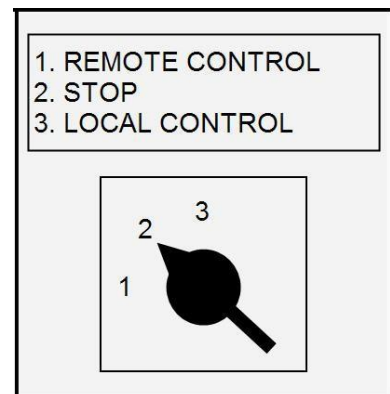 1. REMOTE CONTROL
2. STOP
3. LOCAL CONTROL
3
2
1